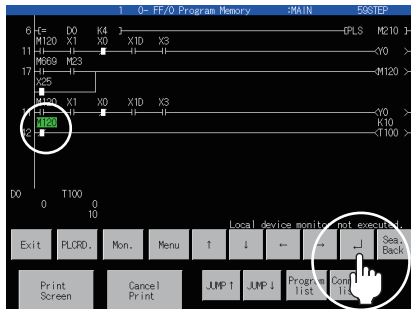 1 0- FF/0 Program Memory :MAIN 59STEP
6 [= D0 K4 ] [PLS M210 ]
M120 X1 X0 X1D X3
11 <Y0 >
M669 M23
17 <M120 >
X25
M120 X1 X0 X1D X3
<Y0 >
M120 K10
42 <T100 >
D0 T100
0 0
10
Local device monitor not executed.
Exit PLCRD. Mon. Menu ↑ ↓ ← → ↵ Sea. Back
Print Screen Cancel Print JUMP↑ JUMP↓ Program list